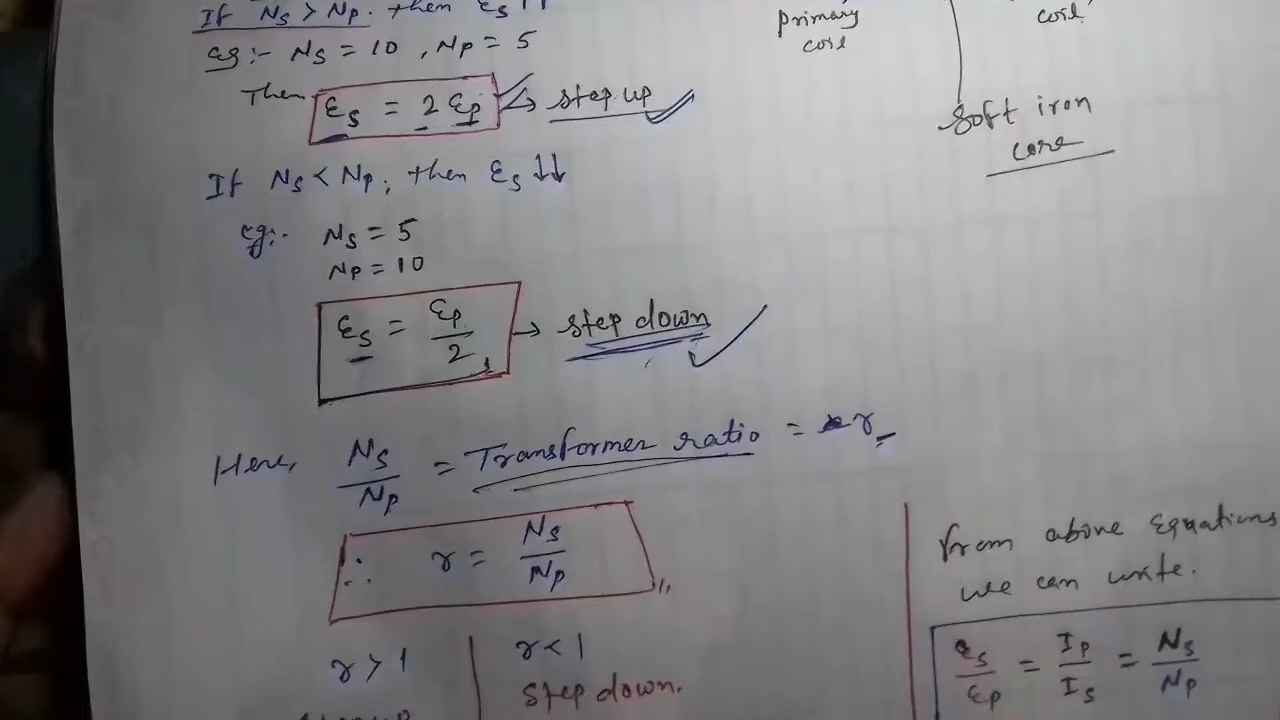 If Ns > Np. then εs ↑↑
eg:- Ns = 10 , Np = 5
Then εs = 2 εp → step up
If Ns < Np, then εs ↓↓
eg:- Ns = 5
Np = 10
εs = εp/2 → step down
Here, Ns/Np = Transformer ratio = r
∴ r = Ns/Np
r > 1
r < 1
step down.
primary
coil
coil.
Soft iron
core
from above Equations
we can write.
εs/εp = Ip/Is = Ns/Np